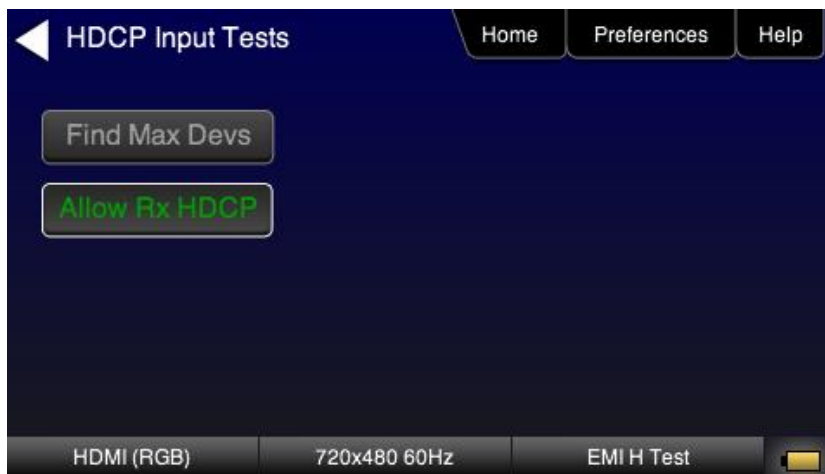 HDCP Input Tests
Home
Preferences
Help
Find Max Devs
Allow Rx HDCP
HDMI (RGB)
720x480 60Hz
EMI H Test